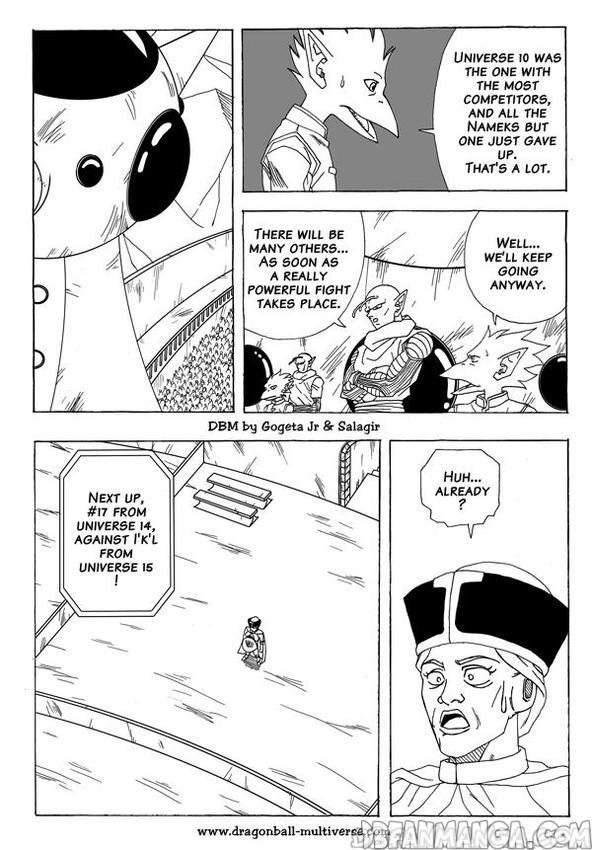 UNIVERSE 10 WAS
THE ONE WITH
THE MOST
COMPETITORS,
AND ALL THE
NAMEKS BUT
ONE JUST GAVE
UP.
THAT'S A LOT.
THERE WILL BE
MANY OTHERS...
AS SOON AS
A REALLY
POWERFUL FIGHT
TAKES PLACE.
WELL...
WE'LL KEEP
GOING
ANYWAY.
DBM by Gogeta Jr & Salagir
NEXT UP,
#17 FROM
UNIVERSE 14,
AGAINST I'K'L
FROM
UNIVERSE 15
!
HUH...
ALREADY
?
www.dragonball-multiverse.com
DBFANMANGA.COM